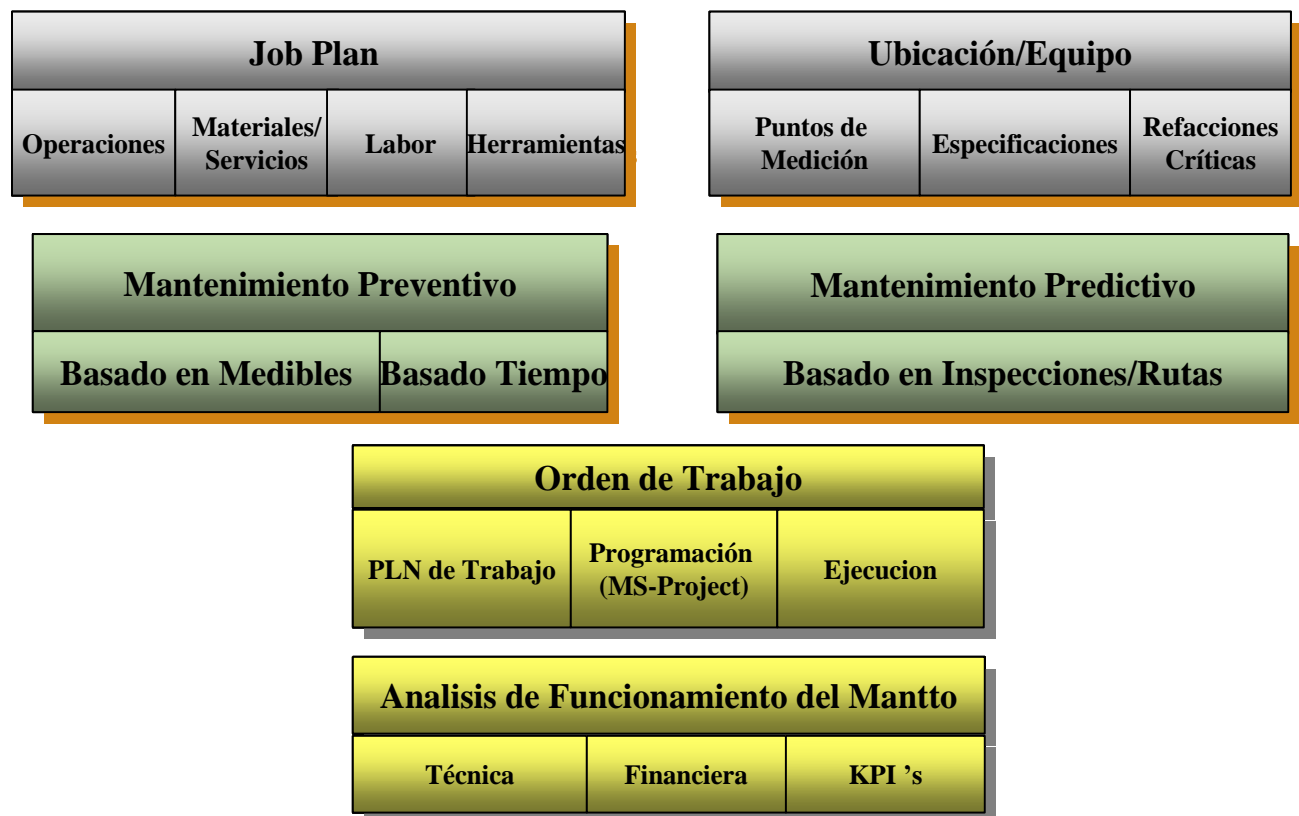 Job Plan
Operaciones
Materiales/
Servicios
Labor
Herramientas
Ubicación/Equipo
Puntos de
Medición
Especificaciones
Refacciones
Críticas
Mantenimiento Preventivo
Basado en Medibles
Basado Tiempo
Mantenimiento Predictivo
Basado en Inspecciones/Rutas
Orden de Trabajo
PLN de Trabajo
Programación
(MS-Project)
Ejecucion
Analisis de Funcionamiento del Mantto
Técnica
Financiera
KPI ’s